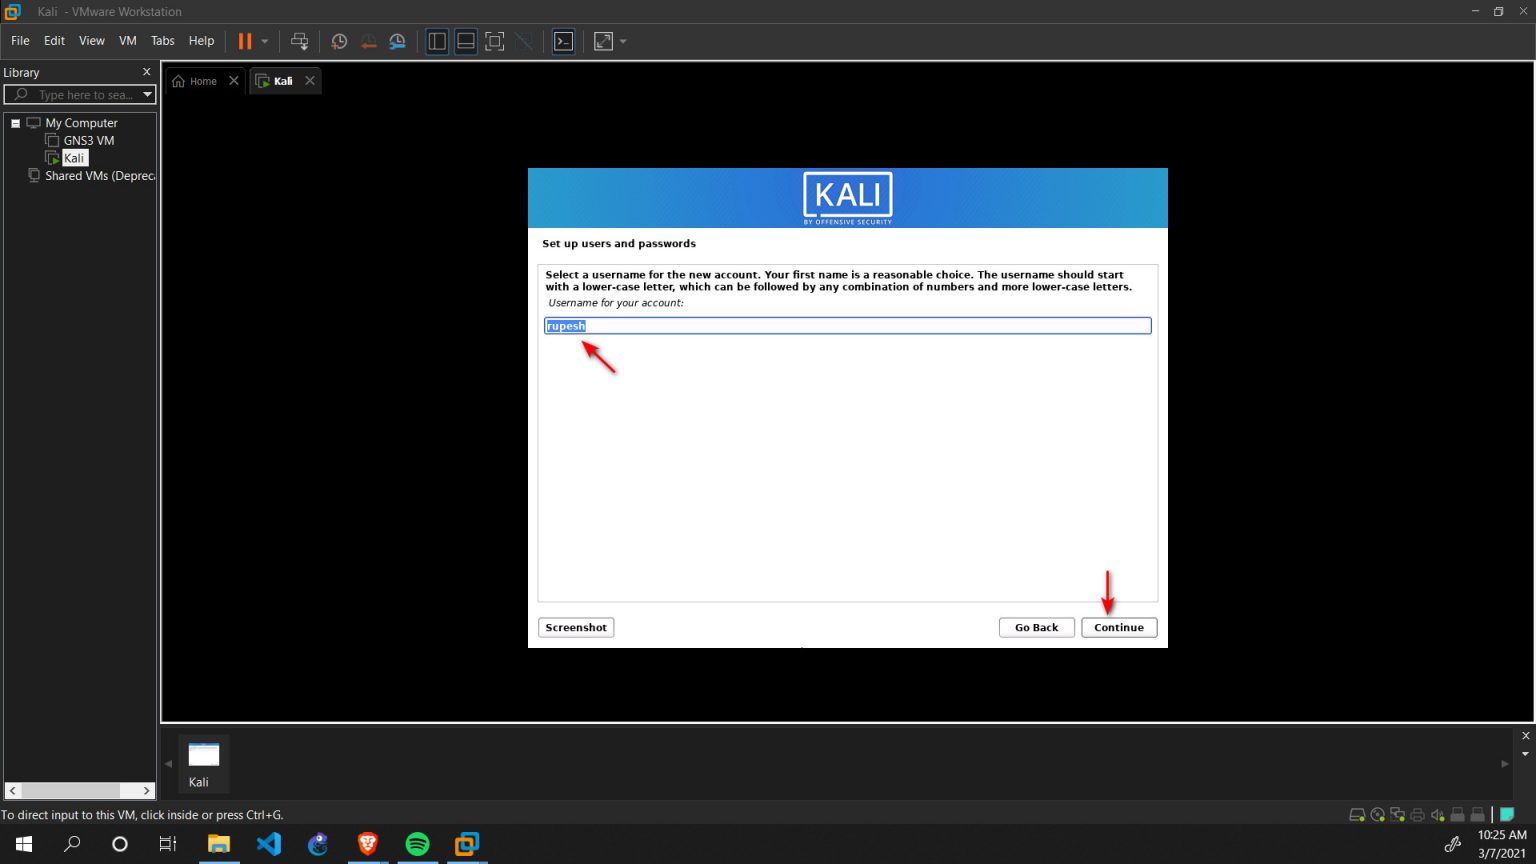 Kali - VMware Workstation
File Edit View VM Tabs Help
Library X
Type here to sea...
My Computer
GNS3 VM
Kali
Shared VMs (Depreca
Home
Kali
KALI
BY OFFENSIVE SECURITY
Set up users and passwords
Select a username for the new account. Your first name is a reasonable choice. The username should start
with a lower-case letter, which can be followed by any combination of numbers and more lower-case letters.
Username for your account:
rupesh
Screenshot Go Back Continue
Kali
To direct input to this VM, click inside or press Ctrl+G.
10:25 AM
3/7/2021